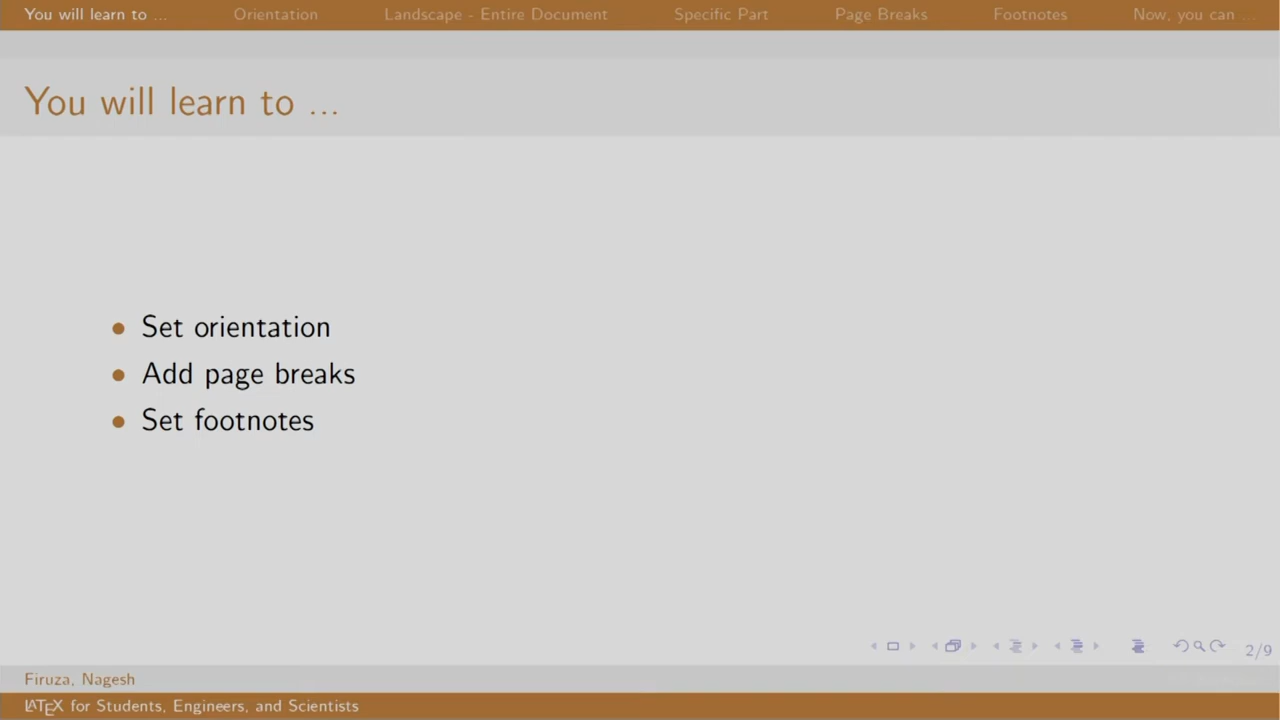 You will learn to ... Orientation Landscape - Entire Document Specific Part Page Breaks Footnotes Now, you can ...
You will learn to ...
• Set orientation
• Add page breaks
• Set footnotes
2/9
Firuza, Nagesh
LATEX for Students, Engineers, and Scientists